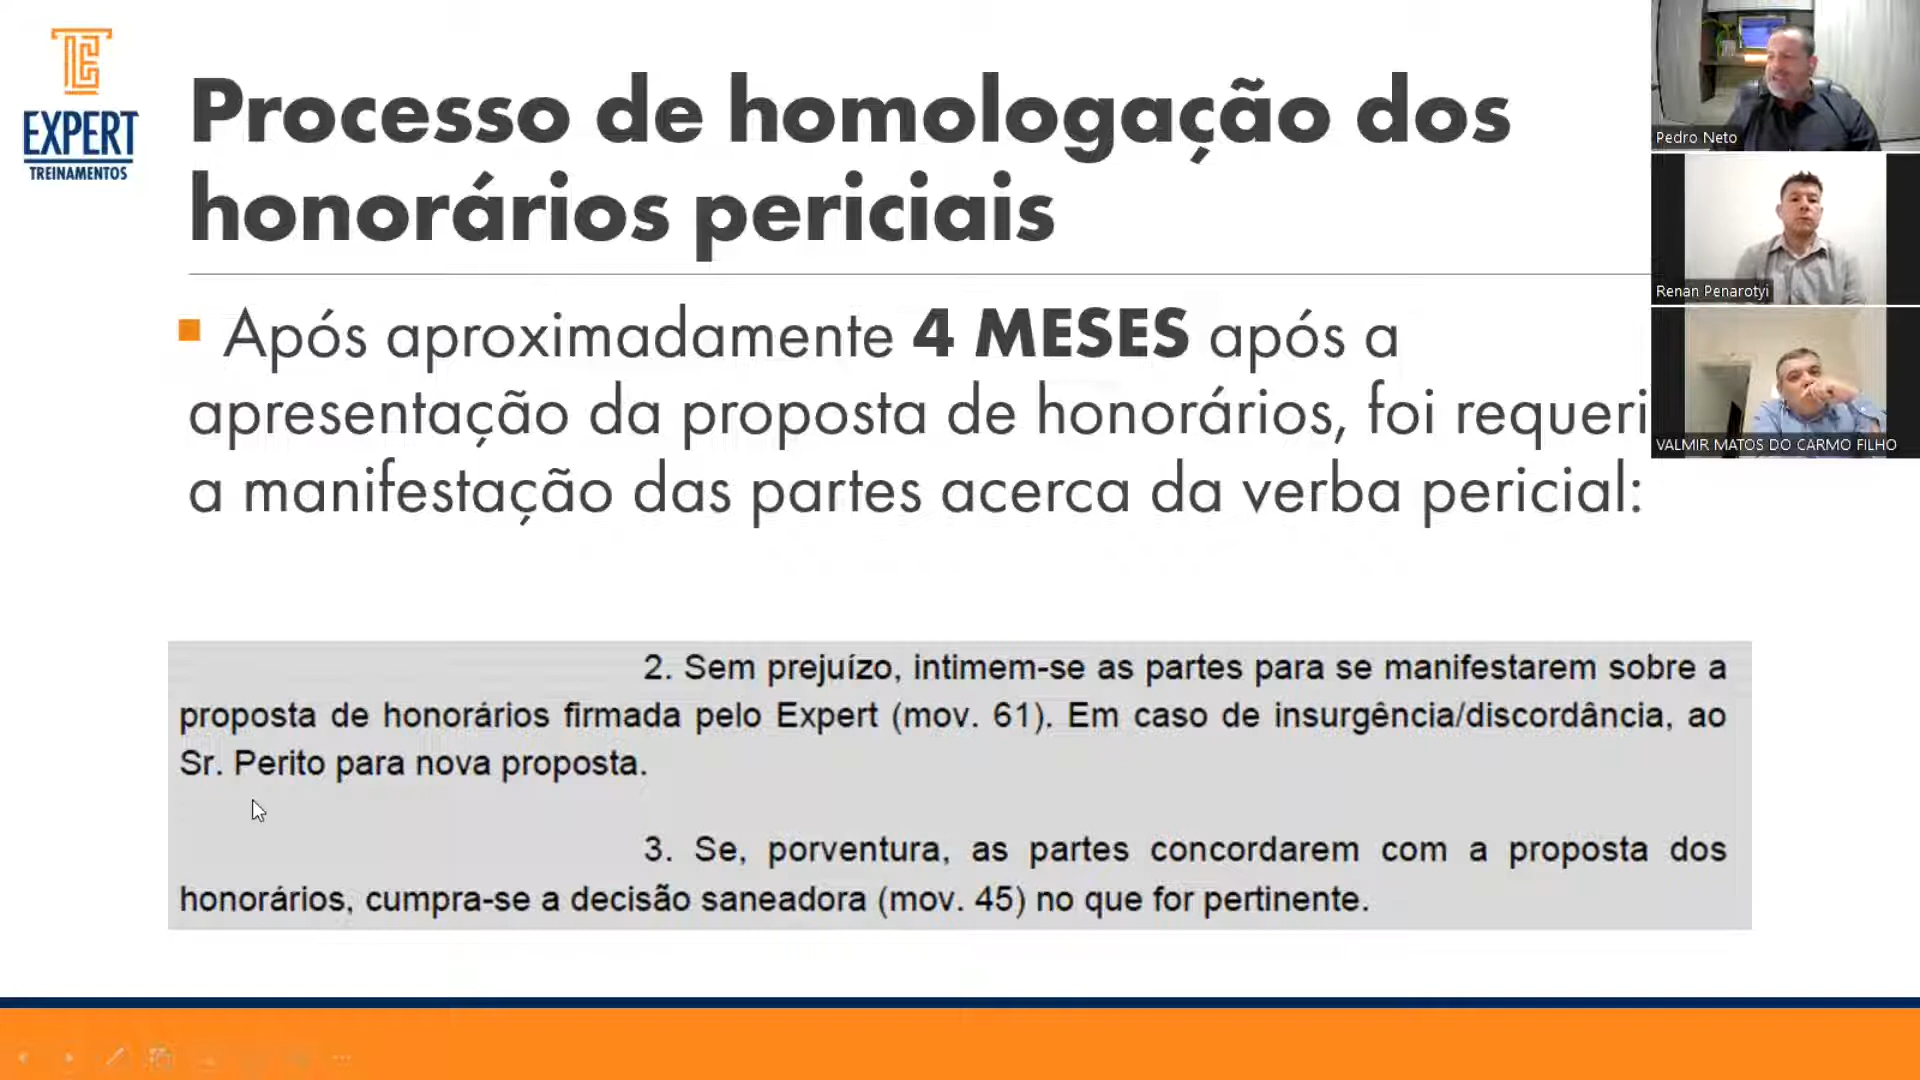 EXPERT
TREINAMENTOS
Processo de homologação dos
honorários periciais
Após aproximadamente 4 MESES após a
apresentação da proposta de honorários, foi requeri
a manifestação das partes acerca da verba pericial:
2. Sem prejuízo, intimem-se as partes para se manifestarem sobre a
proposta de honorários firmada pelo Expert (mov. 61). Em caso de insurgência/discordância, ao
Sr. Perito para nova proposta.
3. Se, porventura, as partes concordarem com a proposta dos
honorários, cumpra-se a decisão saneadora (mov. 45) no que for pertinente.
Pedro Neto
Renan Penarotyi
VALMIR MATOS DO CARMO FILHO